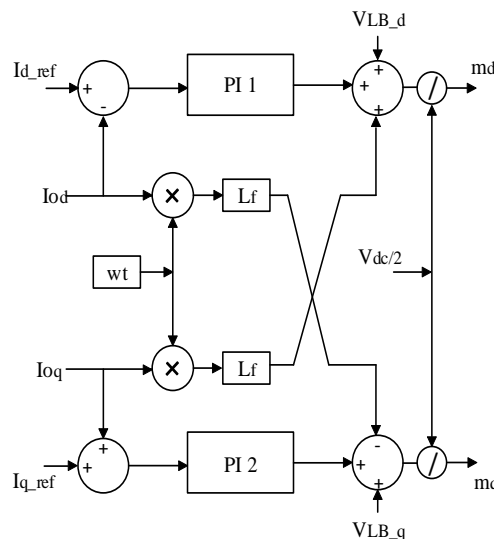 VLB_d
Id_ref
+
-
PI 1
+
+
+
/
md
Iod
×
Lf
wt
Vdc/2
Ioq
×
Lf
Iq_ref
+
+
PI 2
-
+
+
/
mq
VLB_q